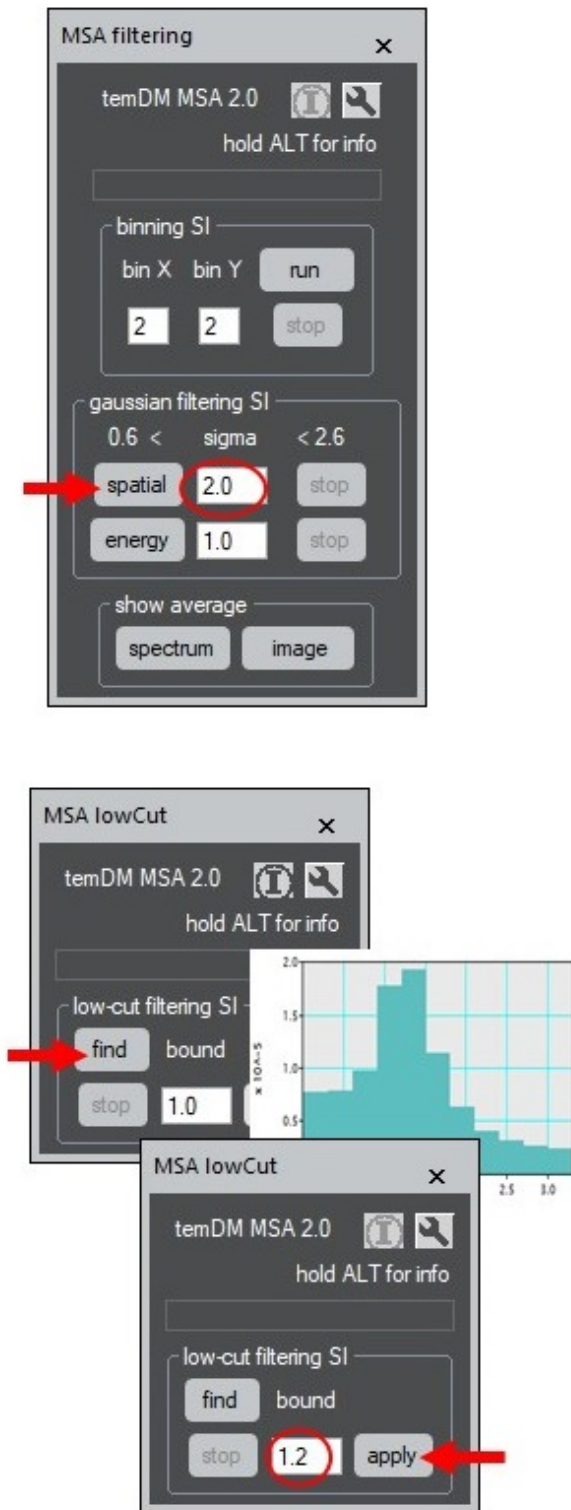 MSA filtering ×
temDM MSA 2.0
hold ALT for info
binning SI
bin X bin Y run
2 2 stop
gaussian filtering SI
0.6 < sigma < 2.6
spatial 2.0 stop
energy 1.0 stop
show average
spectrum image
MSA lowCut ×
temDM MSA 2.0
hold ALT for info
low-cut filtering SI
find bound
stop 1.0
2.0
1.5
1.0
0.5
x 10^-5
2.5 3.0
MSA lowCut ×
temDM MSA 2.0
hold ALT for info
low-cut filtering SI
find bound
stop 1.2 apply